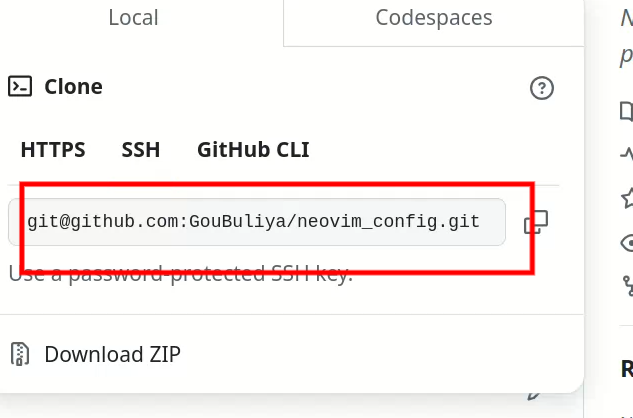 Local Codespaces
Clone
HTTPS SSH GitHub CLI
git@github.com:GouBuliya/neovim_config.git
Use a password-protected SSH key.
Download ZIP